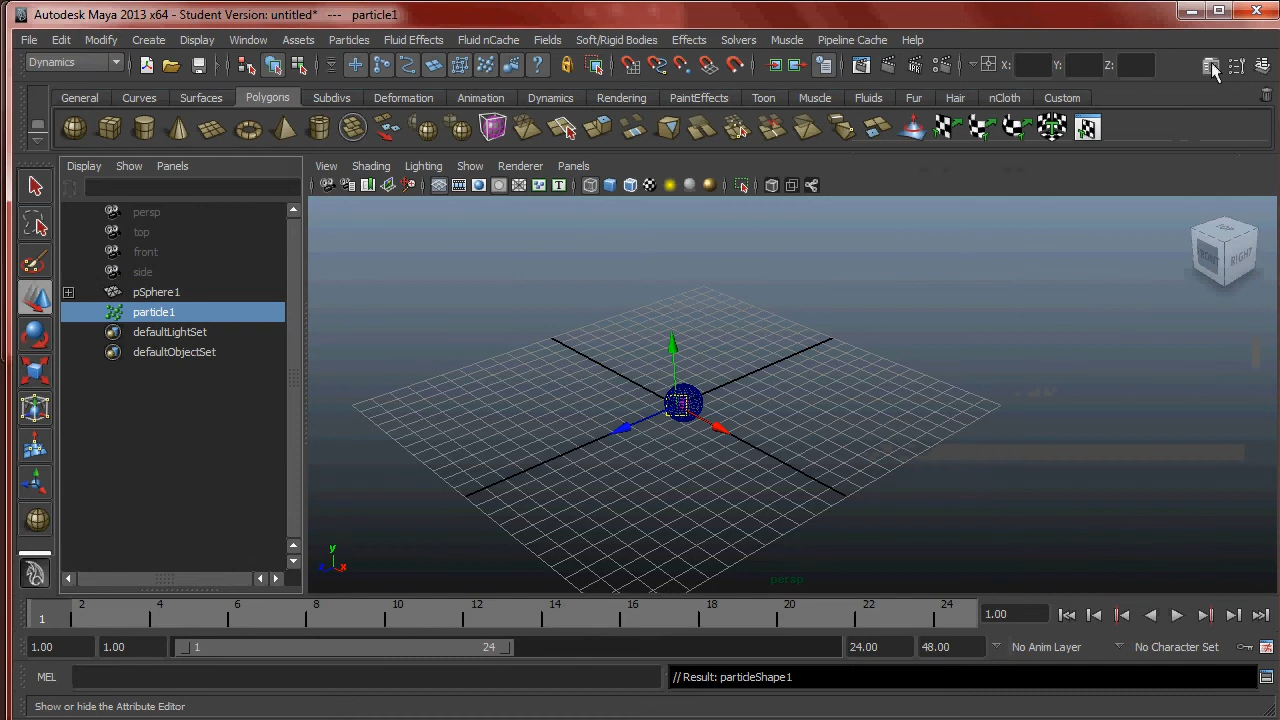 Autodesk Maya 2013 x64 - Student Version: untitled*   ---   particle1
File Edit Modify Create Display Window Assets Particles Fluid Effects Fluid nCache Fields Soft/Rigid Bodies Effects Solvers Muscle Pipeline Cache Help
Dynamics X: Y: Z:
General Curves Surfaces Polygons Subdivs Deformation Animation Dynamics Rendering PaintEffects Toon Muscle Fluids Fur Hair nCloth Custom
Display Show Panels
View Shading Lighting Show Renderer Panels
persp
top
front
side
pSphere1
particle1
defaultLightSet
defaultObjectSet
TOP
FRONT RIGHT
y
z x
persp
2 4 6 8 10 12 14 16 18 20 22 24
1 1.00
1.00 1.00 1 24 24.00 48.00 No Anim Layer No Character Set
MEL // Result: particleShape1
Show or hide the Attribute Editor